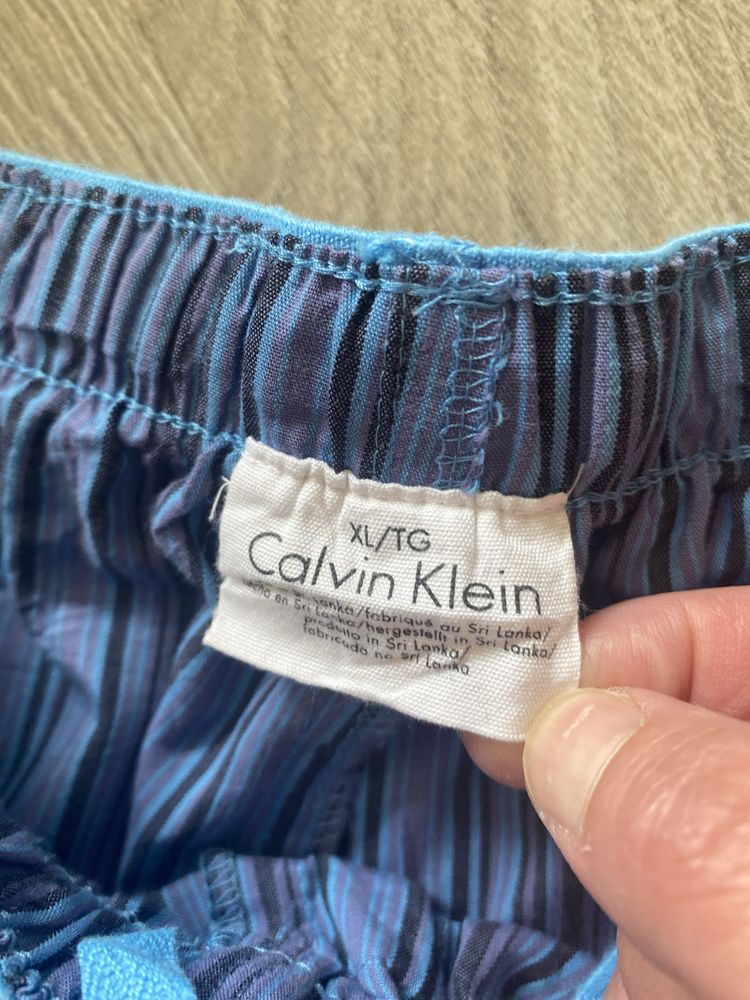 XL/TG
Calvin Klein
Sri Lanka/fabriqué au Sri Lanka/
hecho en Sri Lanka/hergestellt in Sri Lanka/
prodotto in Sri Lanka/
fabricado no Sri Lanka